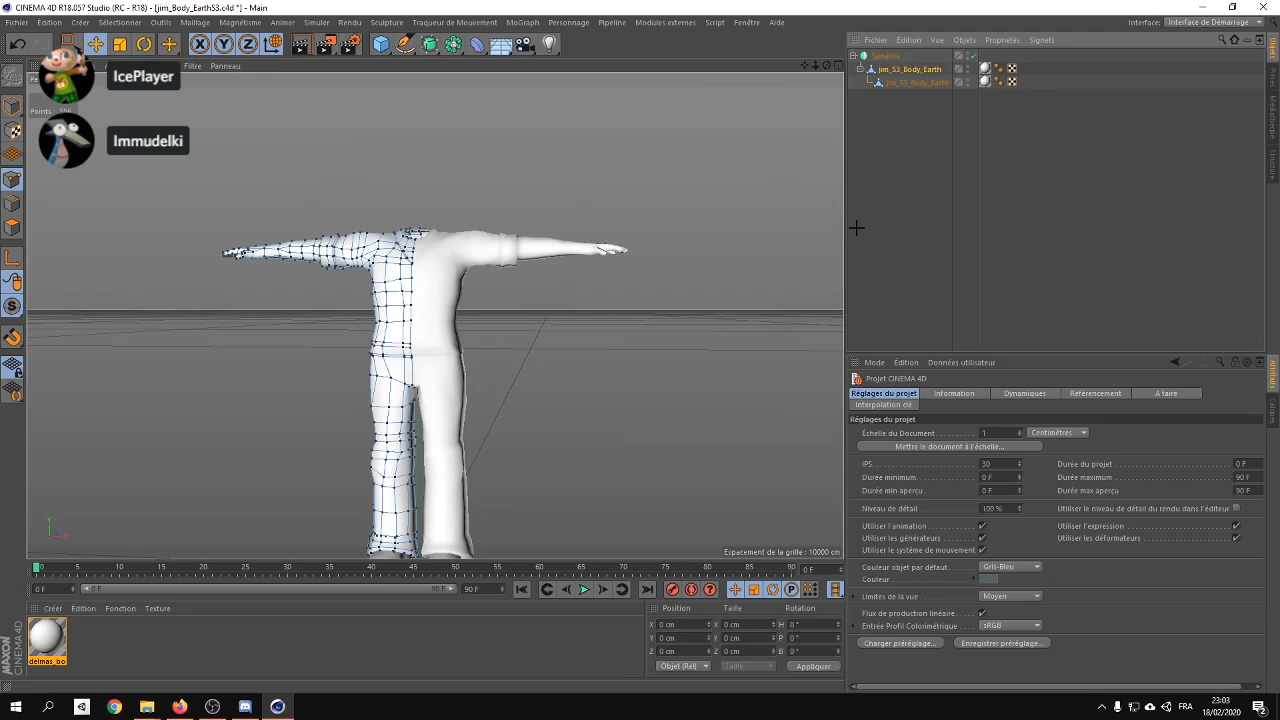 CINEMA 4D R18.057 Studio (RC - R18) - [jim_Body_EarthS3.c4d *] - Main
Fichier Édition Créer Sélectionner Outils Maillage Magnétisme Animer Simuler Rendu Sculpture Traqueur de Mouvement MoGraph Personnage Pipeline Modules externes Script Fenêtre Aide
Interface: Interface de Démarrage
X Y Z
Filtre Panneau
IcePlayer
Points 556
Immudelki
Fichier Édition Vue Objets Propriétés Signets
Symétrie
jim_S3_Body_Earth
jim_S3_Body_Earth
Objets
Prises
Médiathèque
Structure
Y
Espacement de la grille : 10000 cm
Mode Édition Données utilisateur
Projet CINEMA 4D
Réglages du projet Information Dynamiques Référencement A faire
Interpolation clé
Réglages du projet
Échelle du Document 1 Centimètres
Mettre le document à l'échelle...
IPS 30 Durée du projet 0 F
Durée minimum 0 F Durée maximum 90 F
Durée min aperçu 0 F Durée max aperçu 90 F
Niveau de détail 100 % Utiliser le niveau de détail du rendu dans l'éditeur
Utiliser l'animation Utiliser l'expression
Utiliser les générateurs Utiliser les déformateurs
Utiliser le système de mouvement
Couleur objet par défaut Gris-Bleu
Couleur
Limites de la vue Moyen
Flux de production linéaire
Entrée Profil Colorimétrique sRGB
Charger préréglage... Enregistrer préréglage...
Attributs
Calques
0 5 10 15 20 25 30 35 40 45 50 55 60 65 70 75 80 85 90 0 F
0 F 0 F 90 F 90 F
Créer Édition Fonction Texture
delmas_bo
Position Taille Rotation
X 0 cm X 0 cm H 0 °
Y 0 cm Y 0 cm P 0 °
Z 0 cm Z 0 cm B 0 °
Objet (Rel) Taille Appliquer
MAXON CINEMA 4D
FRA 23:03
18/02/2020
2